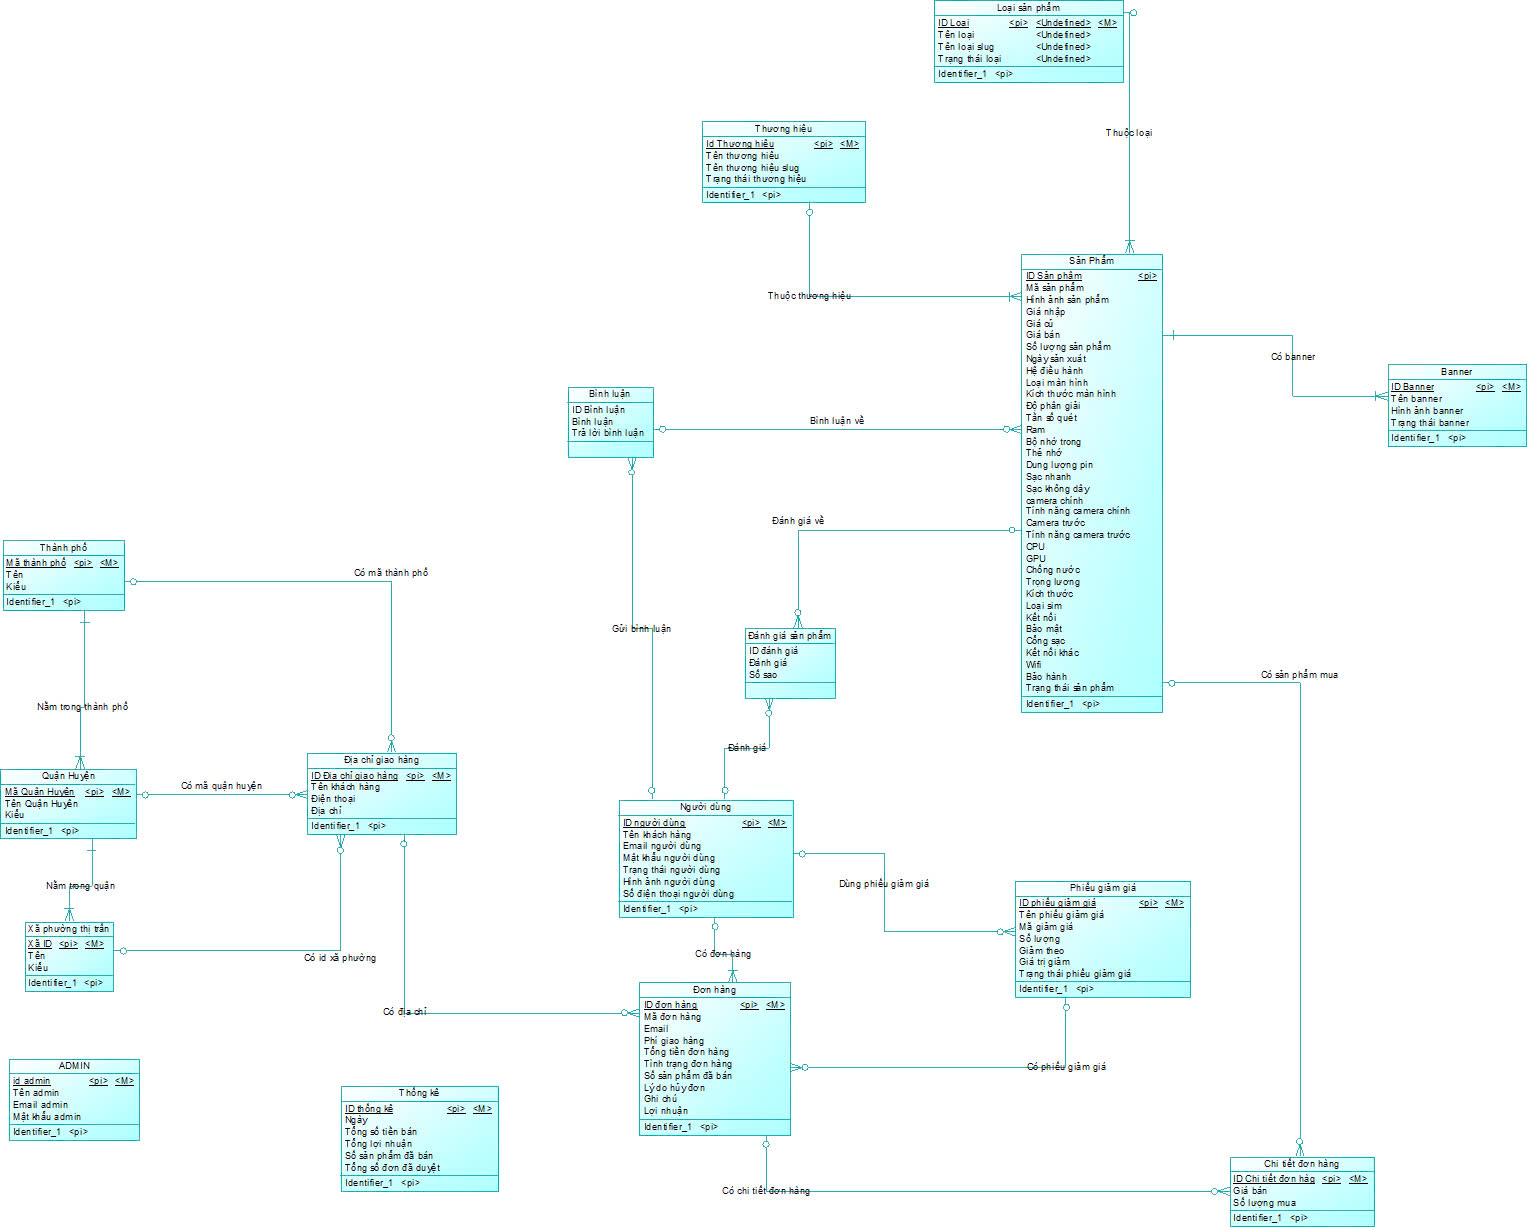 Loại sản phẩm
ID Loại <pi> <Undefined> <M>
Tên loại <Undefined>
Tên loại slug <Undefined>
Trạng thái loại <Undefined>
Identifier_1 <pi>
Thuộc loại
Thương hiệu
Id Thương hiệu <pi> <M>
Tên thương hiệu
Tên thương hiệu slug
Trạng thái thương hiệu
Identifier_1 <pi>
Thuộc thương hiệu
Sản Phẩm
ID Sản phẩm <pi>
Mã sản phẩm
Hình ảnh sản phẩm
Giá nhập
Giá củ
Giá bán
Số lượng sản phẩm
Ngày sản xuất
Hệ điều hành
Loại màn hình
Kích thước màn hình
Độ phân giải
Tần số quét
Ram
Bộ nhớ trong
Thẻ nhớ
Dung lượng pin
Sạc nhanh
Sạc không dây
camera chính
Tính năng camera chính
Camera trước
Tính năng camera trước
CPU
GPU
Chống nước
Trọng lương
Kích thước
Loại sim
Kết nối
Bảo mật
Cổng sạc
Kết nối khác
Wifi
Bảo hành
Trạng thái sản phẩm
Identifier_1 <pi>
Có banner
Banner
ID Banner <pi> <M>
Tên banner
Hình ảnh banner
Trạng thái banner
Identifier_1 <pi>
Bình luận
ID Bình luận
Bình luận
Trả lời bình luận
Bình luận về
Đánh giá về
Gửi bình luận
Đánh giá sản phẩm
ID đánh giá
Đánh giá
Số sao
Đánh giá
Thành phố
Mã thành phố <pi> <M>
Tên
Kiểu
Identifier_1 <pi>
Có mã thành phố
Nằm trong thành phố
Quận Huyện
Mã Quận Huyện <pi> <M>
Tên Quận Huyện
Kiểu
Identifier_1 <pi>
Có mã quận huyện
Địa chỉ giao hàng
ID Địa chỉ giao hàng <pi> <M>
Tên khách hàng
Điện thoại
Địa chỉ
Identifier_1 <pi>
Nằm trong quận
Xã phường thị trấn
Xã ID <pi> <M>
Tên
Kiểu
Identifier_1 <pi>
Có id xã phường
Có địa chỉ
Người dùng
ID người dùng <pi> <M>
Tên khách hàng
Email người dùng
Mật khẩu người dùng
Trạng thái người dùng
Hình ảnh người dùng
Số điện thoại người dùng
Identifier_1 <pi>
Dùng phiếu giảm giá
Có đơn hàng
Phiếu giảm giá
ID phiếu giảm giá <pi> <M>
Tên phiếu giảm giá
Mã giảm giá
Số lượng
Giảm theo
Giá trị giảm
Trạng thái phiếu giảm giá
Identifier_1 <pi>
Có phiếu giảm giá
Có sản phẩm mua
Đơn hàng
ID đơn hàng <pi> <M>
Mã đơn hàng
Email
Phí giao hàng
Tổng tiền đơn hàng
Tình trạng đơn hàng
Số sản phẩm đã bán
Lý do hủy đơn
Ghi chú
Lợi nhuận
Identifier_1 <pi>
ADMIN
id admin <pi> <M>
Tên admin
Email admin
Mật khẩu admin
Identifier_1 <pi>
Thống kê
ID thống kê <pi> <M>
Ngày
Tổng số tiền bán
Tổng lợi nhuận
Số sản phẩm đã bán
Tổng số đơn đã duyệt
Identifier_1 <pi>
Có chi tiết đơn hàng
Chi tiết đơn hàng
ID Chi tiết đơn hàg <pi> <M>
Giá bán
Số lượng mua
Identifier_1 <pi>